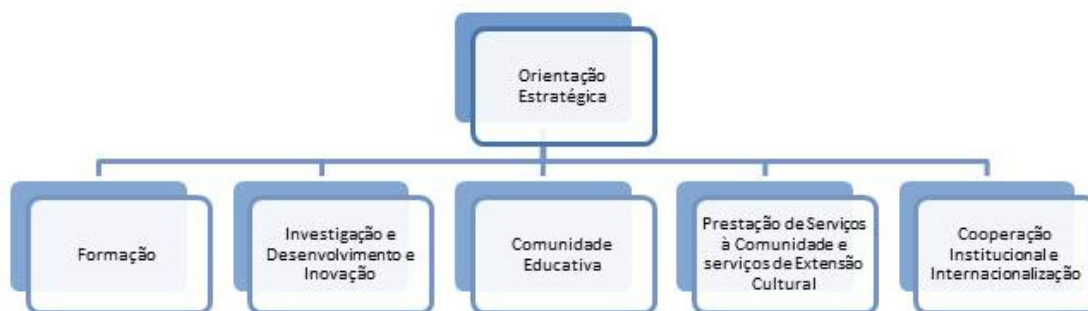 Orientação
Estratégica
Formação
Investigação e
Desenvolvimento e
Inovação
Comunidade
Educativa
Prestação de Serviços
à Comunidade e
serviços de Extensão
Cultural
Cooperação
Institucional e
Internacionalização